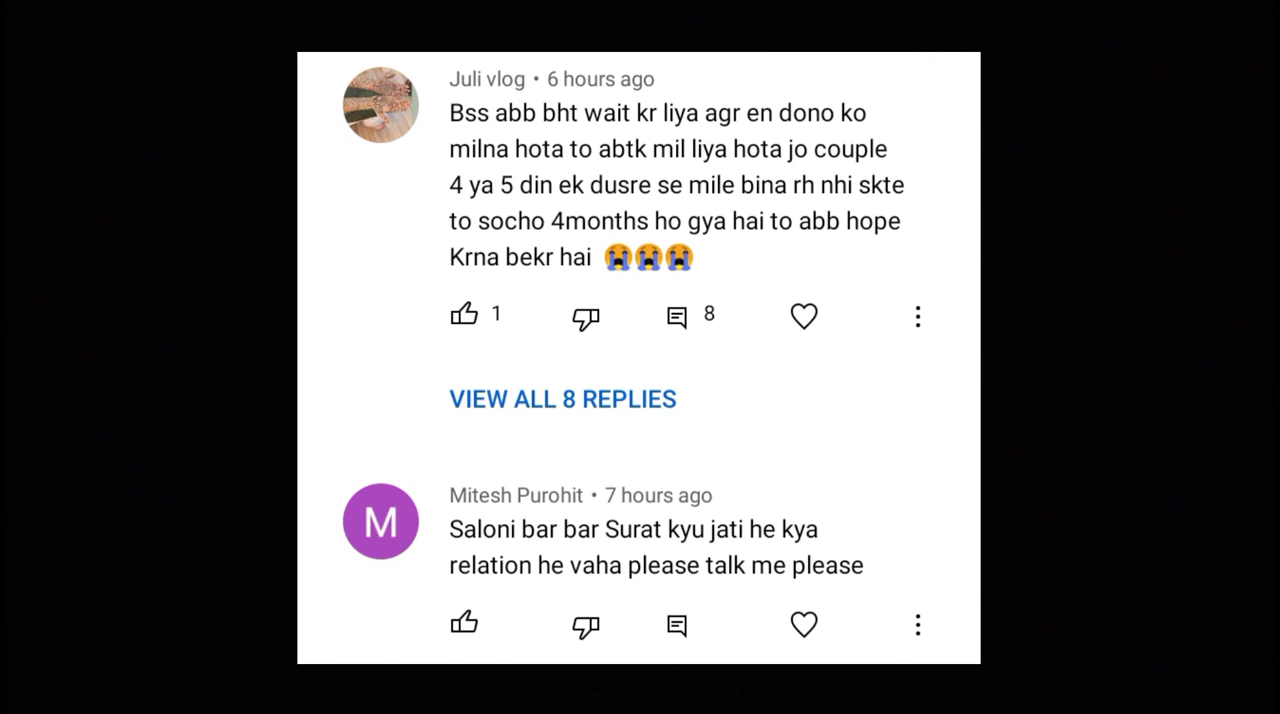 Juli vlog • 6 hours ago
Bss abb bht wait kr liya agr en dono ko
milna hota to abtk mil liya hota jo couple
4 ya 5 din ek dusre se mile bina rh nhi skte
to socho 4months ho gya hai to abb hope
Krna bekr hai 😭😭😭
1 8
VIEW ALL 8 REPLIES
M
Mitesh Purohit • 7 hours ago
Saloni bar bar Surat kyu jati he kya
relation he vaha please talk me please